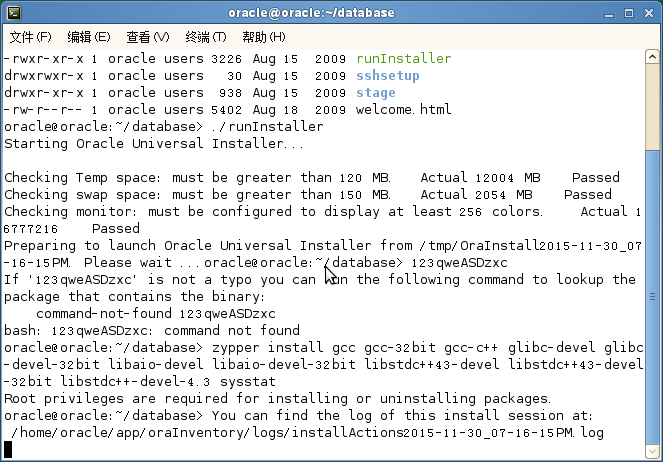 oracle@oracle:~/database
文件(F) 编辑(E) 查看(V) 终端(T) 帮助(H)
-rwxr-xr-x 1 oracle users 3226 Aug 15 2009 runInstaller
drwxrwxr-x 1 oracle users 30 Aug 15 2009 sshsetup
drwxr-xr-x 1 oracle users 938 Aug 15 2009 stage
-rw-r--r-- 1 oracle users 5402 Aug 18 2009 welcome.html
oracle@oracle:~/database> ./runInstaller
Starting Oracle Universal Installer...
Checking Temp space: must be greater than 120 MB. Actual 12004 MB Passed
Checking swap space: must be greater than 150 MB. Actual 2054 MB Passed
Checking monitor: must be configured to display at least 256 colors. Actual 1
6777216 Passed
Preparing to launch Oracle Universal Installer from /tmp/OraInstall2015-11-30_07
-16-15PM. Please wait ...oracle@oracle:~/database> 123qweASDzxc
If '123qweASDzxc' is not a typo you can run the following command to lookup the
package that contains the binary:
command-not-found 123qweASDzxc
bash: 123qweASDzxc: command not found
oracle@oracle:~/database> zypper install gcc gcc-32bit gcc-c++ glibc-devel glibc
-devel-32bit libaio-devel libaio-devel-32bit libstdc++43-devel libstdc++43-devel
-32bit libstdc++-devel-4.3 sysstat
Root privileges are required for installing or uninstalling packages.
oracle@oracle:~/database> You can find the log of this install session at:
/home/oracle/app/oraInventory/logs/installActions2015-11-30_07-16-15PM.log